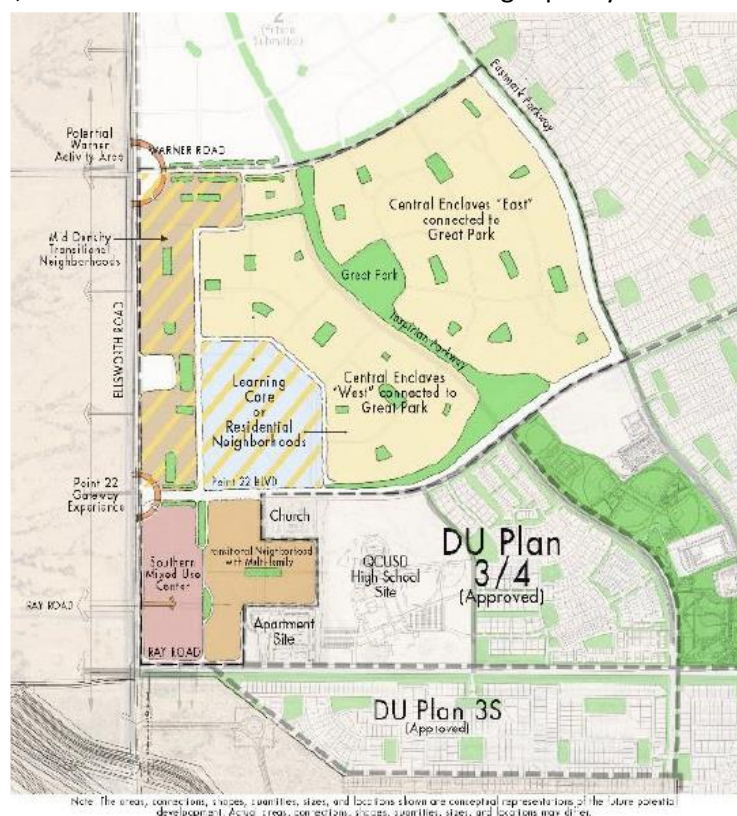 2
Submitted)
Eastmark Parkway
Potential
Warner
Activity Area
WARNER ROAD
Central Enclaves "East"
connected to
Great Park
Mid Density
Transitional
Neighborhoods
Great Park
Inspirian Parkway
ELLSWORTH ROAD
Learning
Core
or
Residential
Neighborhoods
Central Enclaves
"West" connected to
Great Park
Point 22
Gateway
Experience
Point 22 BLVD
Church
DU Plan
3/4
(Approved)
Transitional Neighborhood
with Multi-Family
QCUSD
High School
Site
Southern
Mixed Use
Center
RAY ROAD
Apartment
Site
RAY ROAD
DU Plan 3S
(Approved)
Note: The areas, connections, shapes, quantities, sizes, and locations shown are conceptual representations of the future potential
development. Actual areas, connections, shapes, quantities, sizes, and locations may differ.